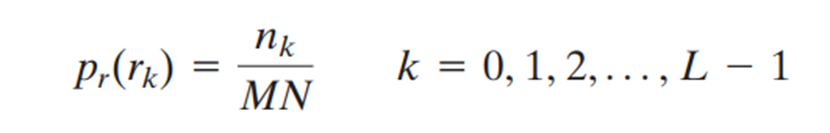 p_r(r_k) = n_k/MN k = 0, 1, 2, ..., L − 1